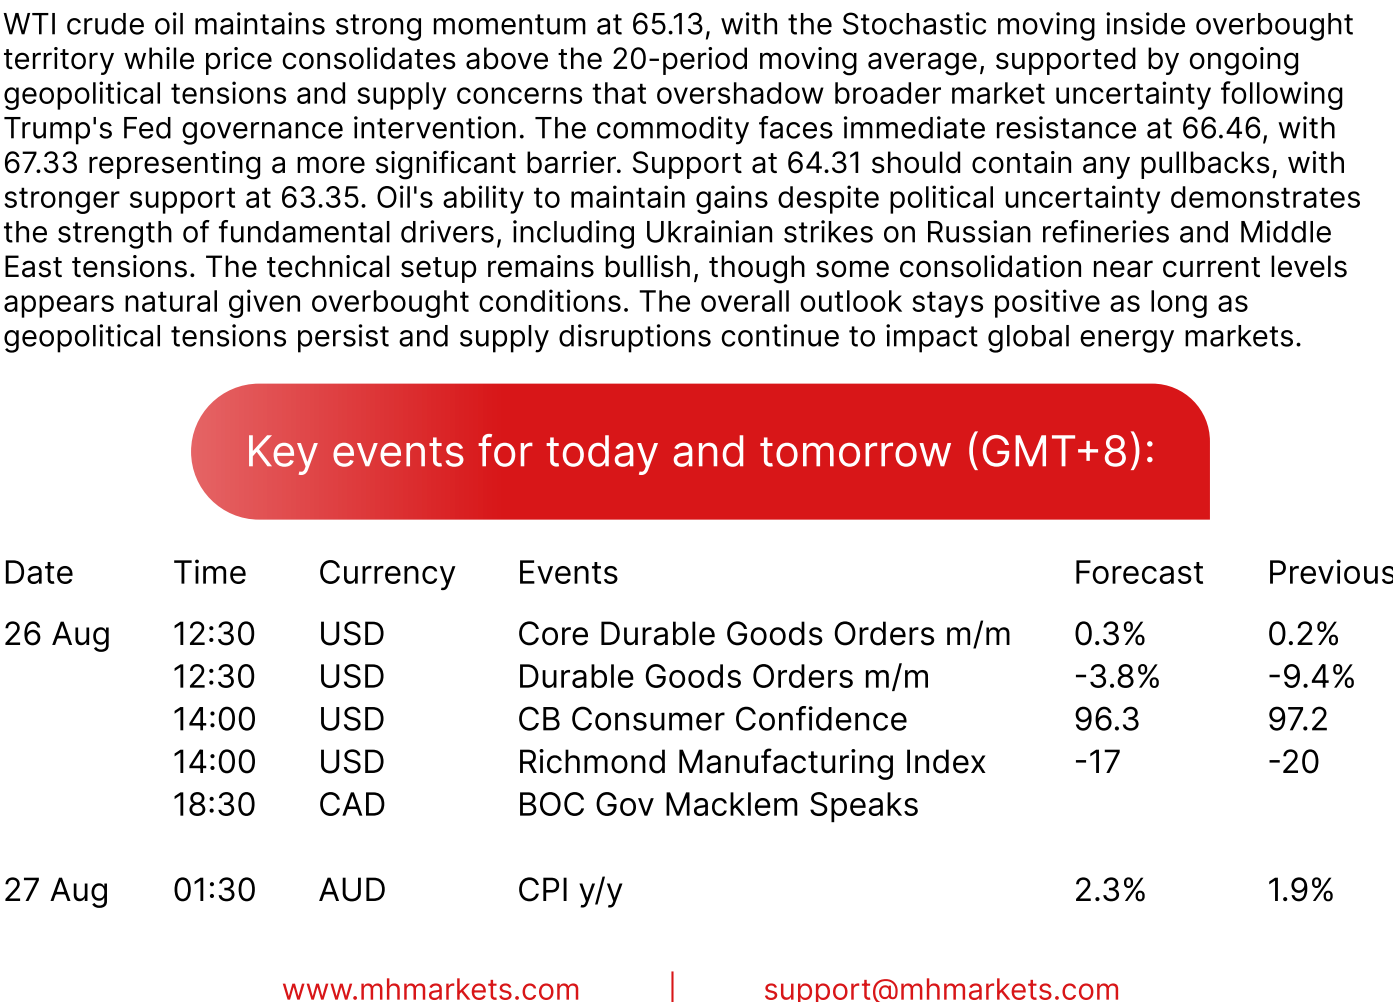 WTI crude oil maintains strong momentum at 65.13, with the Stochastic moving inside overbought
territory while price consolidates above the 20-period moving average, supported by ongoing
geopolitical tensions and supply concerns that overshadow broader market uncertainty following
Trump's Fed governance intervention. The commodity faces immediate resistance at 66.46, with
67.33 representing a more significant barrier. Support at 64.31 should contain any pullbacks, with
stronger support at 63.35. Oil's ability to maintain gains despite political uncertainty demonstrates
the strength of fundamental drivers, including Ukrainian strikes on Russian refineries and Middle
East tensions. The technical setup remains bullish, though some consolidation near current levels
appears natural given overbought conditions. The overall outlook stays positive as long as
geopolitical tensions persist and supply disruptions continue to impact global energy markets.
Key events for today and tomorrow (GMT+8):
Date Time Currency Events Forecast Previous
26 Aug 12:30 USD Core Durable Goods Orders m/m 0.3% 0.2%
12:30 USD Durable Goods Orders m/m -3.8% -9.4%
14:00 USD CB Consumer Confidence 96.3 97.2
14:00 USD Richmond Manufacturing Index -17 -20
18:30 CAD BOC Gov Macklem Speaks
27 Aug 01:30 AUD CPI y/y 2.3% 1.9%
www.mhmarkets.com | support@mhmarkets.com